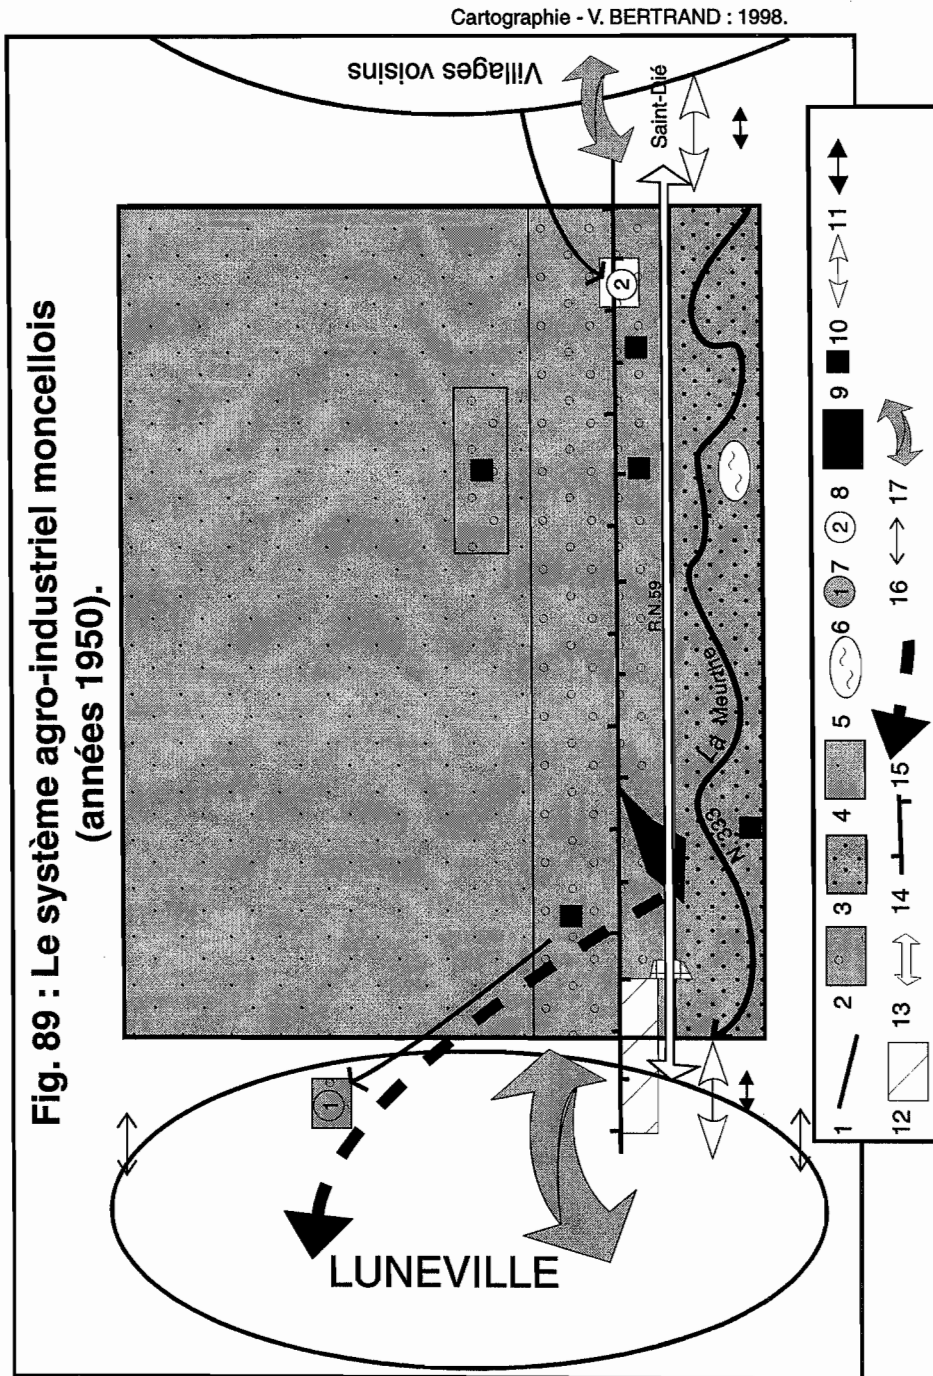 Cartographie - V. BERTRAND : 1998.
Fig. 89 : Le système agro-industriel moncellois
(années 1950).
Villages voisins
Saint-Dié
2
R.N.59
La Meurthe
N 333
1
LUNEVILLE
1 2 3 4 5 6 1 7 2 8 9 10 11
12 13 14 15 16 17